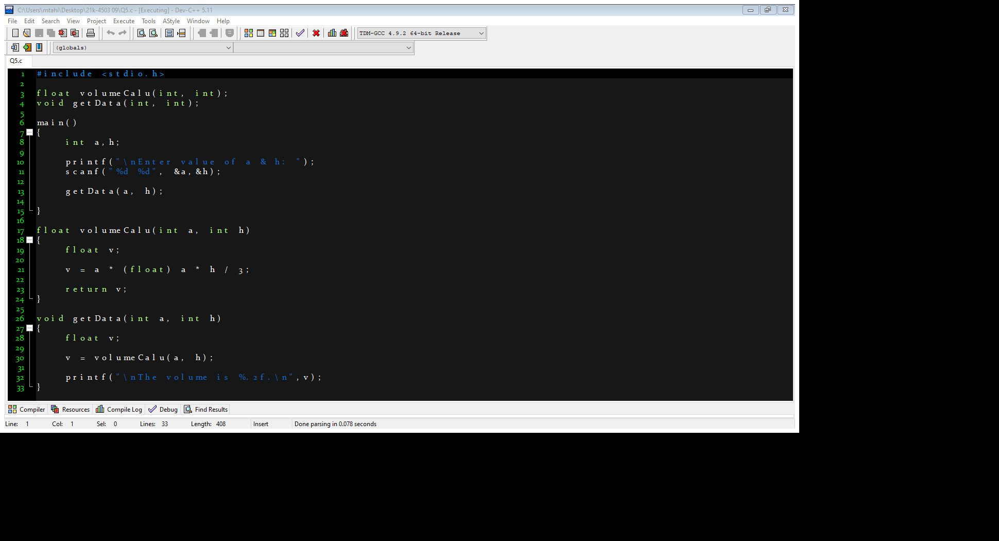 C:\Users\mtahi\Desktop\21k-4503 09\Q5.c - [Executing] - Dev-C++ 5.11
File Edit Search View Project Execute Tools AStyle Window Help
TDM-GCC 4.9.2 64-bit Release
(globals)
Q5.c
1 #include <stdio.h>
2
3 float volumeCalu(int, int);
4 void getData(int, int);
5
6 main()
7 {
8 int a,h;
9
10 printf("\nEnter value of a & h: ");
11 scanf("%d %d", &a,&h);
12
13 getData(a, h);
14
15 }
16
17 float volumeCalu(int a, int h)
18 {
19 float v;
20
21 v = a * (float) a * h / 3;
22
23 return v;
24 }
25
26 void getData(int a, int h)
27 {
28 float v;
29
30 v = volumeCalu(a, h);
31
32 printf("\nThe volume is %.2f.\n",v);
33 }
Compiler Resources Compile Log Debug Find Results
Line: 1 Col: 1 Sel: 0 Lines: 33 Length: 408 Insert Done parsing in 0.078 seconds